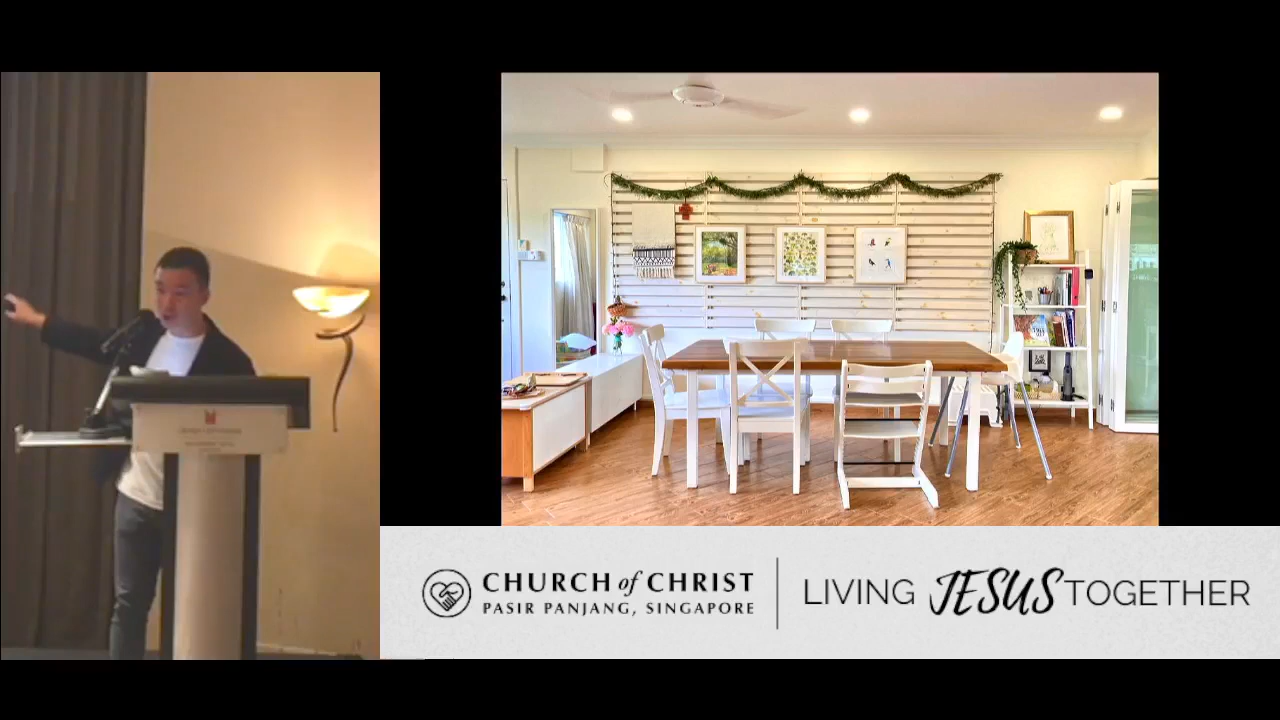 CHURCH of CHRIST
PASIR PANJANG, SINGAPORE
LIVING JESUS TOGETHER